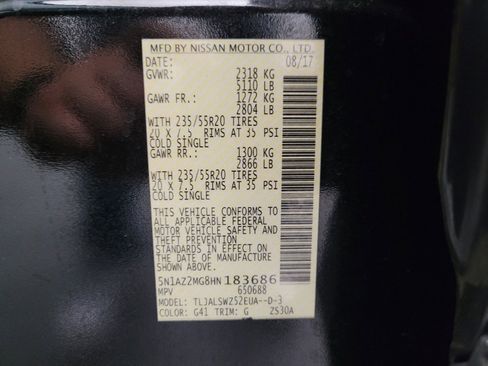 MFD BY NISSAN MOTOR CO., LTD.
DATE: 08/17
GVWR: 2318 KG
5110 LB
GAWR FR.: 1272 KG
2804 LB
WITH 235/55R20 TIRES
20 X 7.5 RIMS AT 35 PSI
COLD SINGLE
GAWR RR.: 1300 KG
2866 LB
WITH 235/55R20 TIRES
20 X 7.5 RIMS AT 35 PSI
COLD SINGLE
THIS VEHICLE CONFORMS TO
ALL APPLICABLE FEDERAL
MOTOR VEHICLE SAFETY AND
THEFT PREVENTION
STANDARDS IN EFFECT ON
THE DATE OF MANUFACTURE
SHOWN ABOVE.
5N1AZ2MG8HN183686
MPV 650688
MODEL: TLJALSWZ52EUA--D-3
COLOR: G41 TRIM: G ZS30A